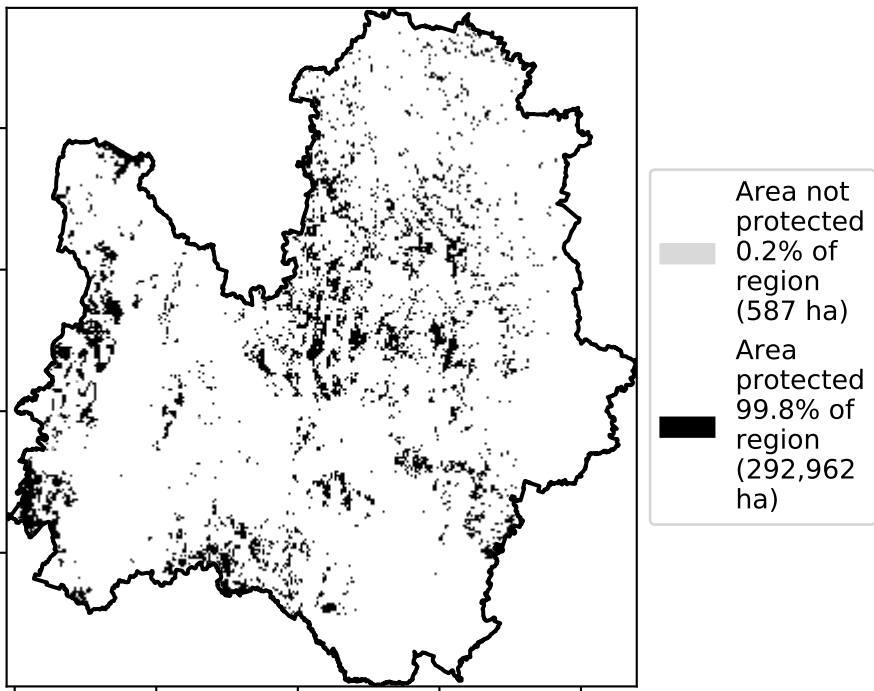 Area not
protected
0.2% of
region
(587 ha)
Area
protected
99.8% of
region
(292,962
ha)